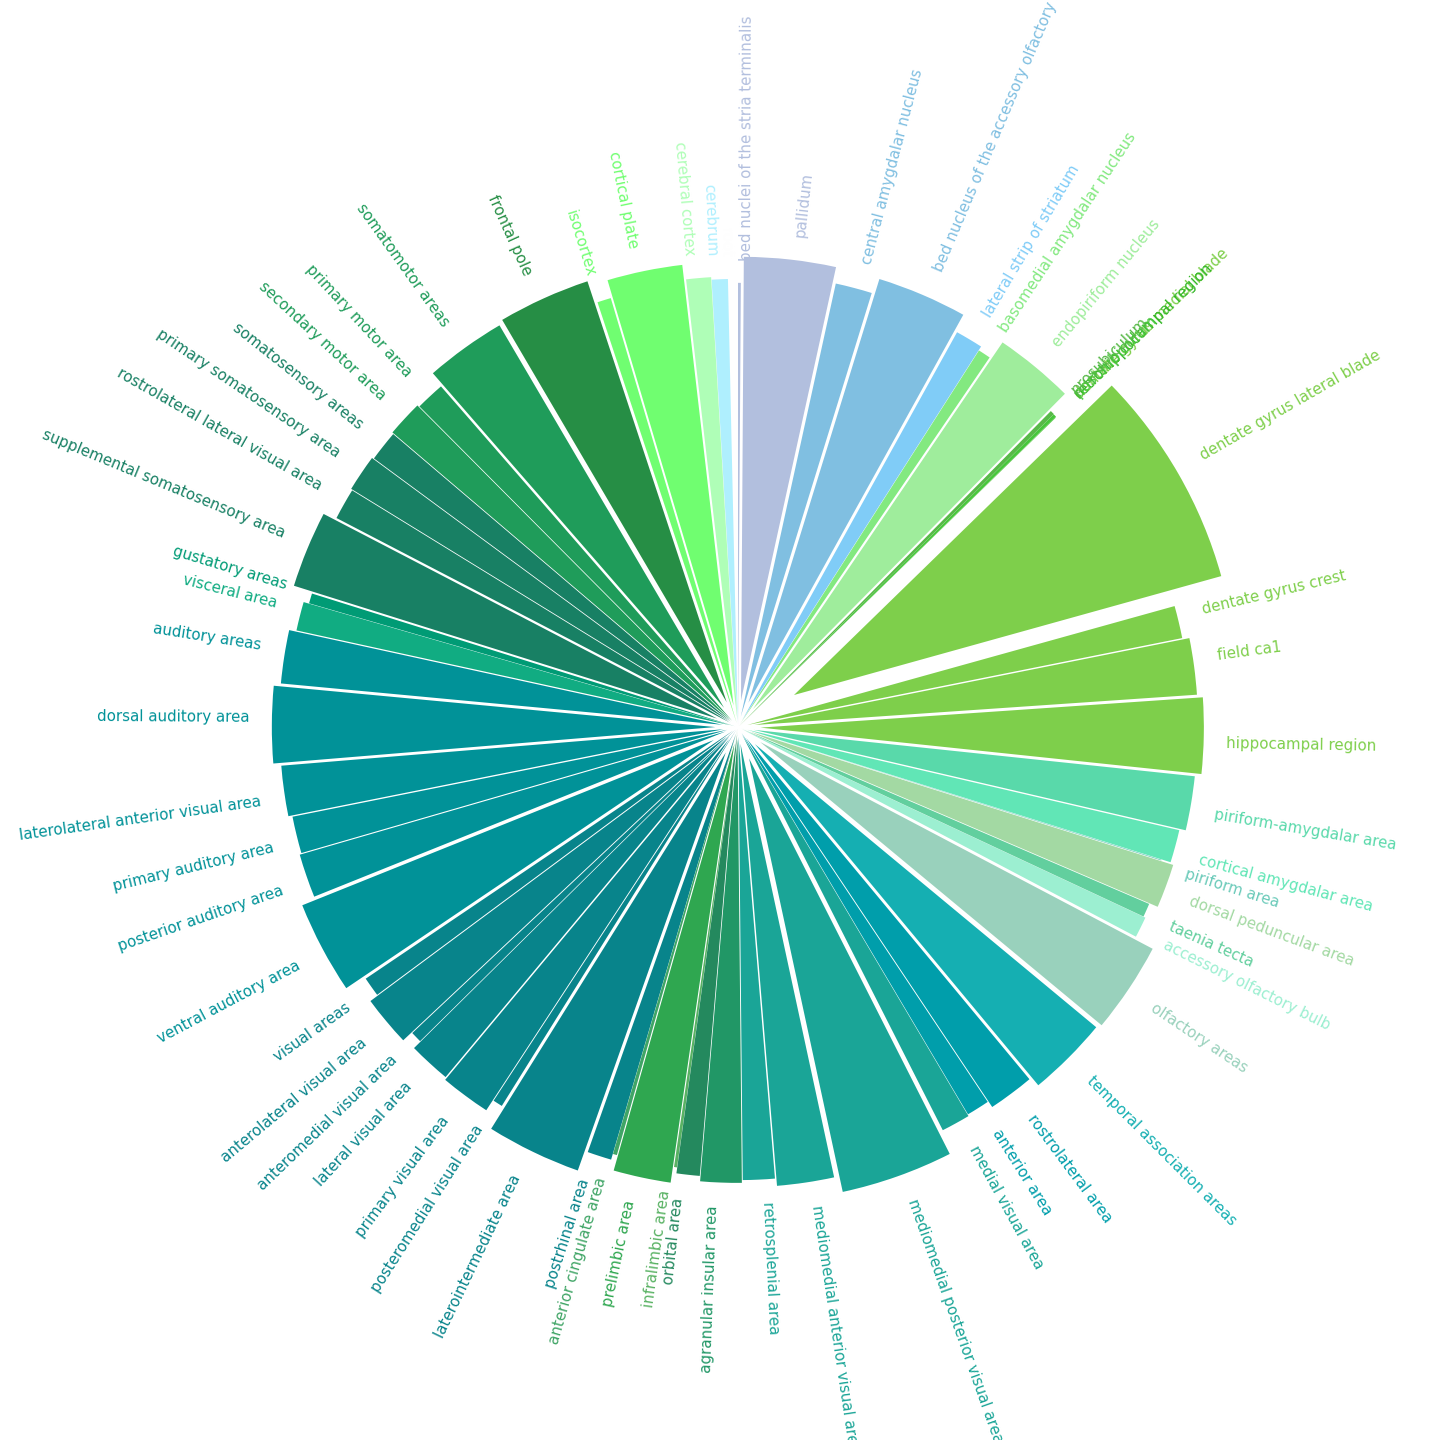 bed nuclei of the stria terminalis
pallidum
central amygdalar nucleus
bed nucleus of the accessory olfactory
lateral strip of striatum
basomedial amygdalar nucleus
endopiriform nucleus
prosubiculum
dentate gyrus lateral blade
dentate gyrus crest
field ca1
hippocampal region
piriform-amygdalar area
cortical amygdalar area
piriform area
dorsal peduncular area
taenia tecta
accessory olfactory bulb
olfactory areas
temporal association areas
rostrolateral area
anterior area
medial visual area
mediomedial posterior visual area
mediomedial anterior visual are
retrosplenial area
agranular insular area
orbital area
infralimbic area
prelimbic area
anterior cingulate area
postrhinal area
laterointermediate area
posteromedial visual area
primary visual area
lateral visual area
anteromedial visual area
anterolateral visual area
visual areas
ventral auditory area
posterior auditory area
primary auditory area
laterolateral anterior visual area
dorsal auditory area
auditory areas
visceral area
gustatory areas
supplemental somatosensory area
rostrolateral lateral visual area
primary somatosensory area
somatosensory areas
secondary motor area
primary motor area
somatomotor areas
frontal pole
isocortex
cortical plate
cerebral cortex
cerebrum